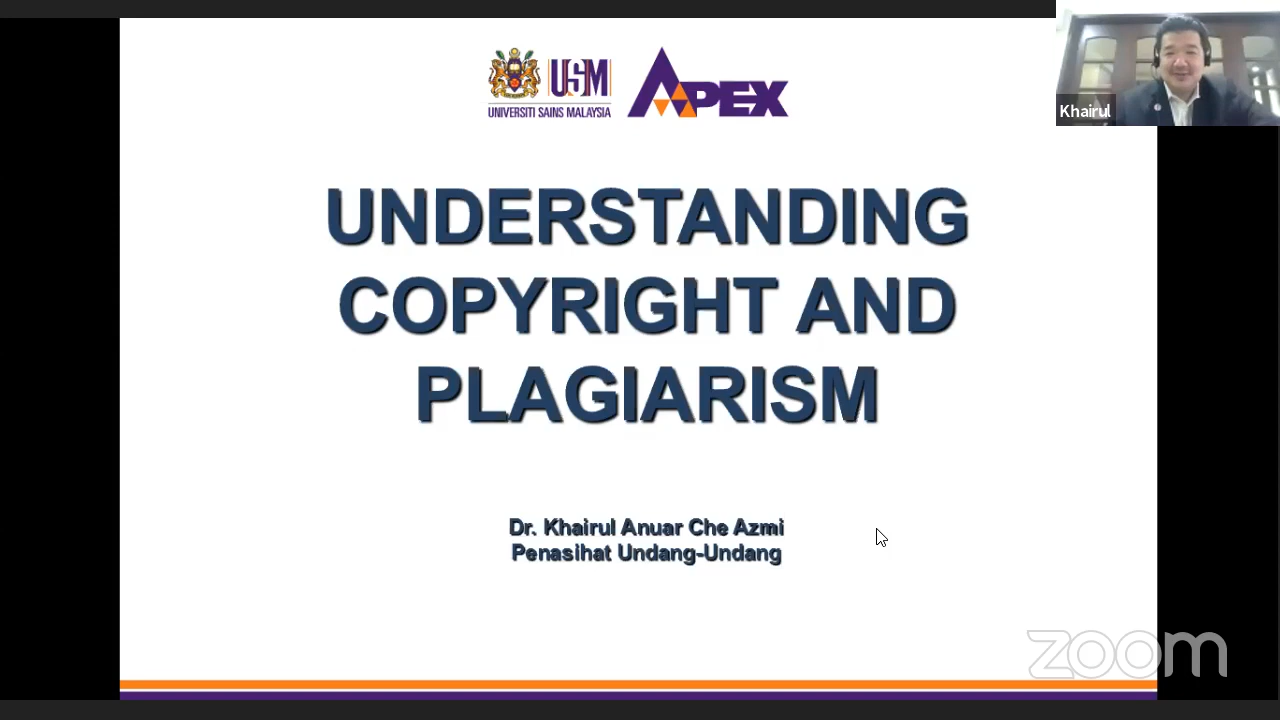 USM
UNIVERSITI SAINS MALAYSIA
APEX
Khairul
UNDERSTANDING
COPYRIGHT AND
PLAGIARISM
Dr. Khairul Anuar Che Azmi
Penasihat Undang-Undang
zoom